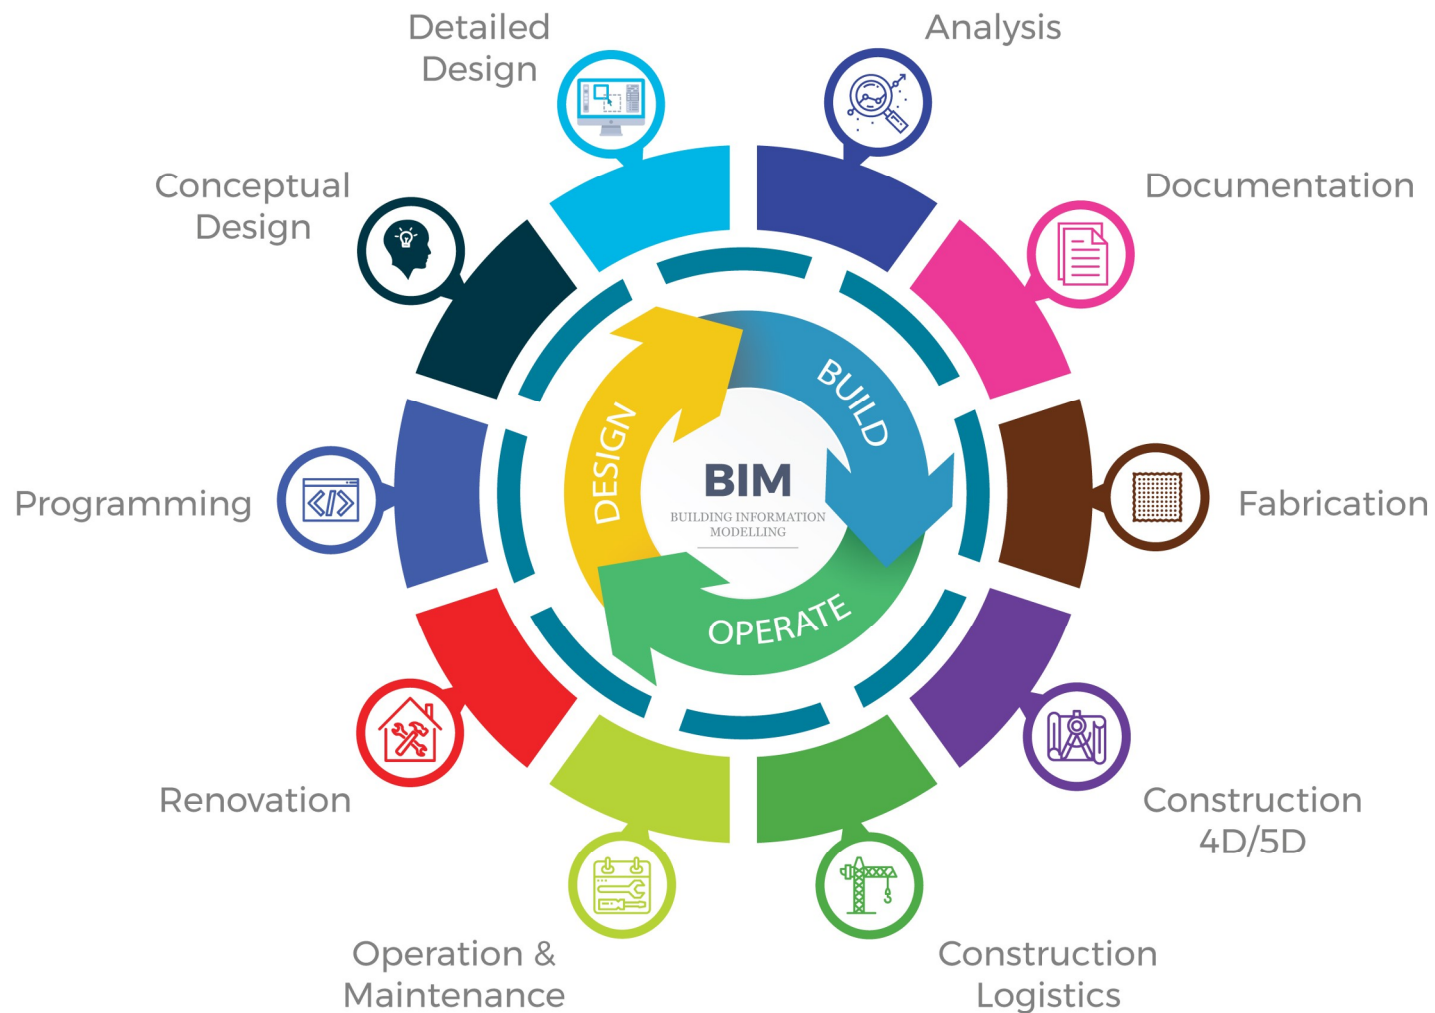 Detailed
Design
Analysis
Conceptual
Design
Documentation
Programming
Fabrication
Renovation
Construction
4D/5D
Operation &
Maintenance
Construction
Logistics
DESIGN
BUILD
OPERATE
BIM
BUILDING INFORMATION
MODELLING